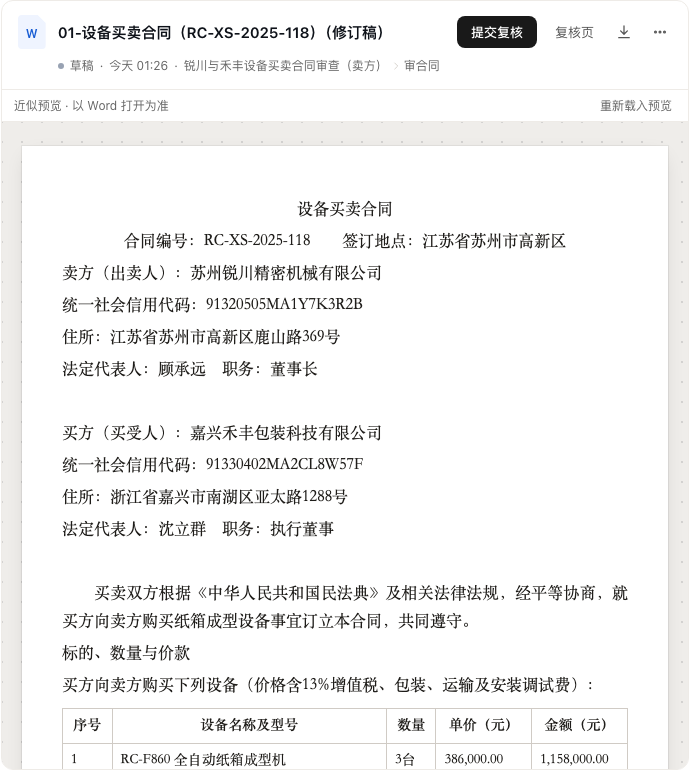 W
01-设备买卖合同（RC-XS-2025-118）（修订稿）
提交复核
复核页
草稿 · 今天 01:26 · 锐川与禾丰设备买卖合同审查（卖方） > 审合同
近似预览 · 以 Word 打开为准
重新载入预览
设备买卖合同
合同编号：RC-XS-2025-118 签订地点：江苏省苏州市高新区
卖方（出卖人）：苏州锐川精密机械有限公司
统一社会信用代码：91320505MA1Y7K3R2B
住所：江苏省苏州市高新区鹿山路369号
法定代表人：顾承远 职务：董事长
买方（买受人）：嘉兴禾丰包装科技有限公司
统一社会信用代码：91330402MA2CL8W57F
住所：浙江省嘉兴市南湖区亚太路1288号
法定代表人：沈立群 职务：执行董事
买卖双方根据《中华人民共和国民法典》及相关法律法规，经平等协商，就
买方向卖方购买纸箱成型设备事宜订立本合同，共同遵守。
标的、数量与价款
买方向卖方购买下列设备（价格含13%增值税、包装、运输及安装调试费）：
序号 设备名称及型号 数量 单价（元） 金额（元）
1 RC-F860 全自动纸箱成型机 3台 386,000.00 1,158,000.00